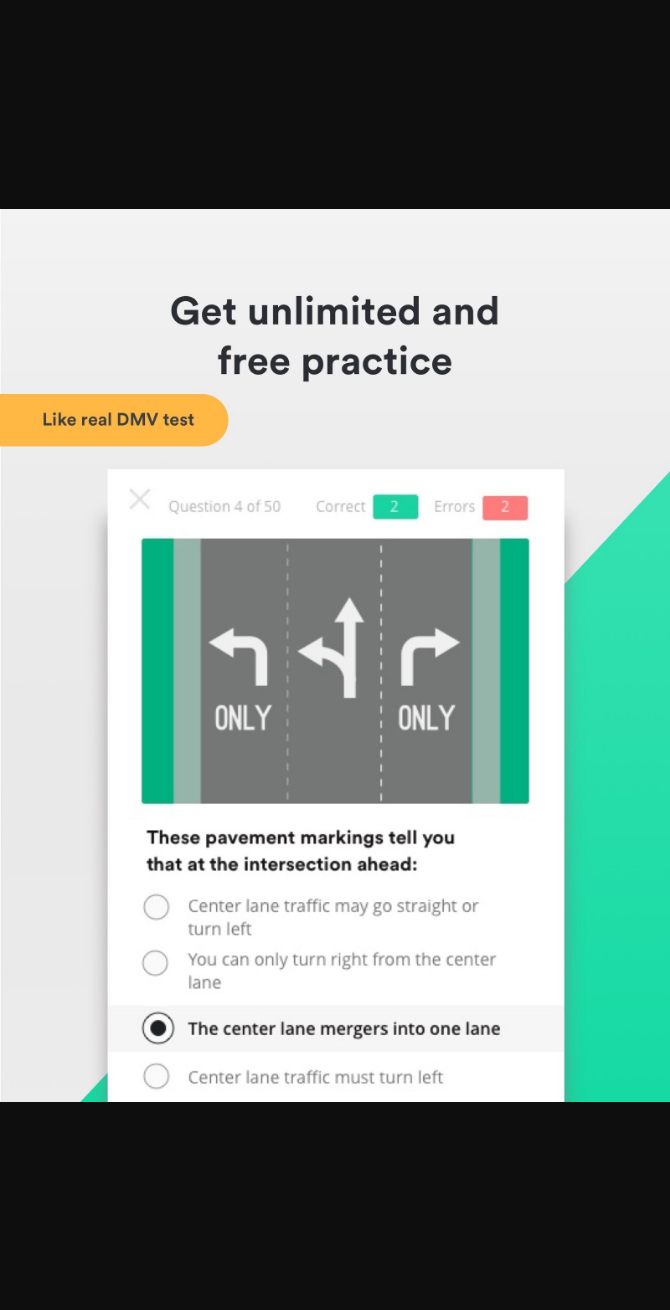 Get unlimited and
free practice
Like real DMV test
Question 4 of 50 Correct 2 Errors 2
ONLY ONLY
These pavement markings tell you
that at the intersection ahead:
Center lane traffic may go straight or
turn left
You can only turn right from the center
lane
The center lane mergers into one lane
Center lane traffic must turn left